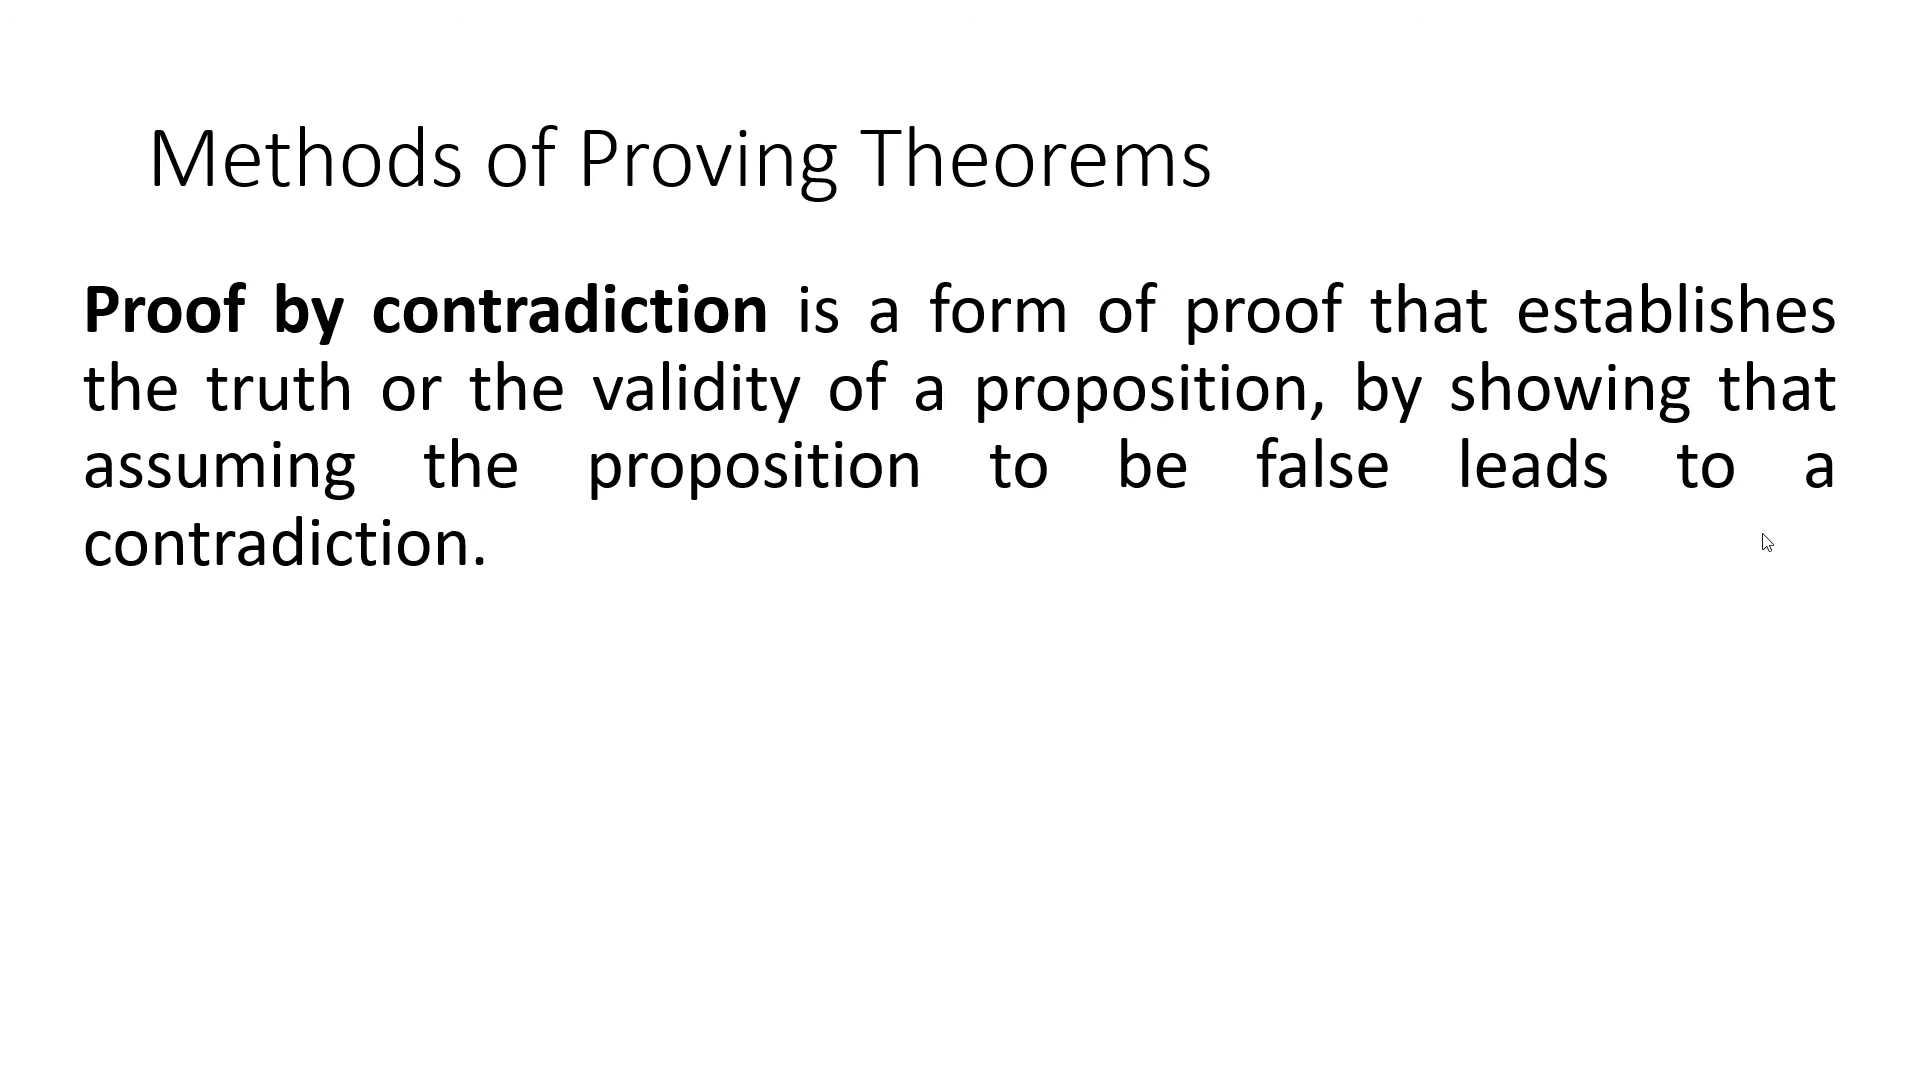 Methods of Proving Theorems
Proof by contradiction is a form of proof that establishes
the truth or the validity of a proposition, by showing that
assuming the proposition to be false leads to a
contradiction.